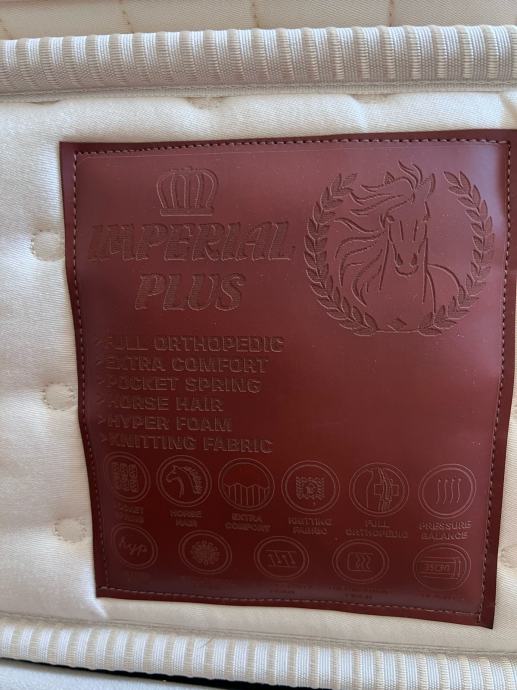 IMPERIAL
PLUS
>FULL ORTHOPEDIC
>EXTRA COMFORT
>POCKET SPRING
>HORSE HAIR
>HYPER FOAM
>KNITTING FABRIC
HORSE HAIR
EXTRA COMFORT
KNITTING FABRIC
FULL ORTHOPEDIC
PRESSURE BALANCE
hyp